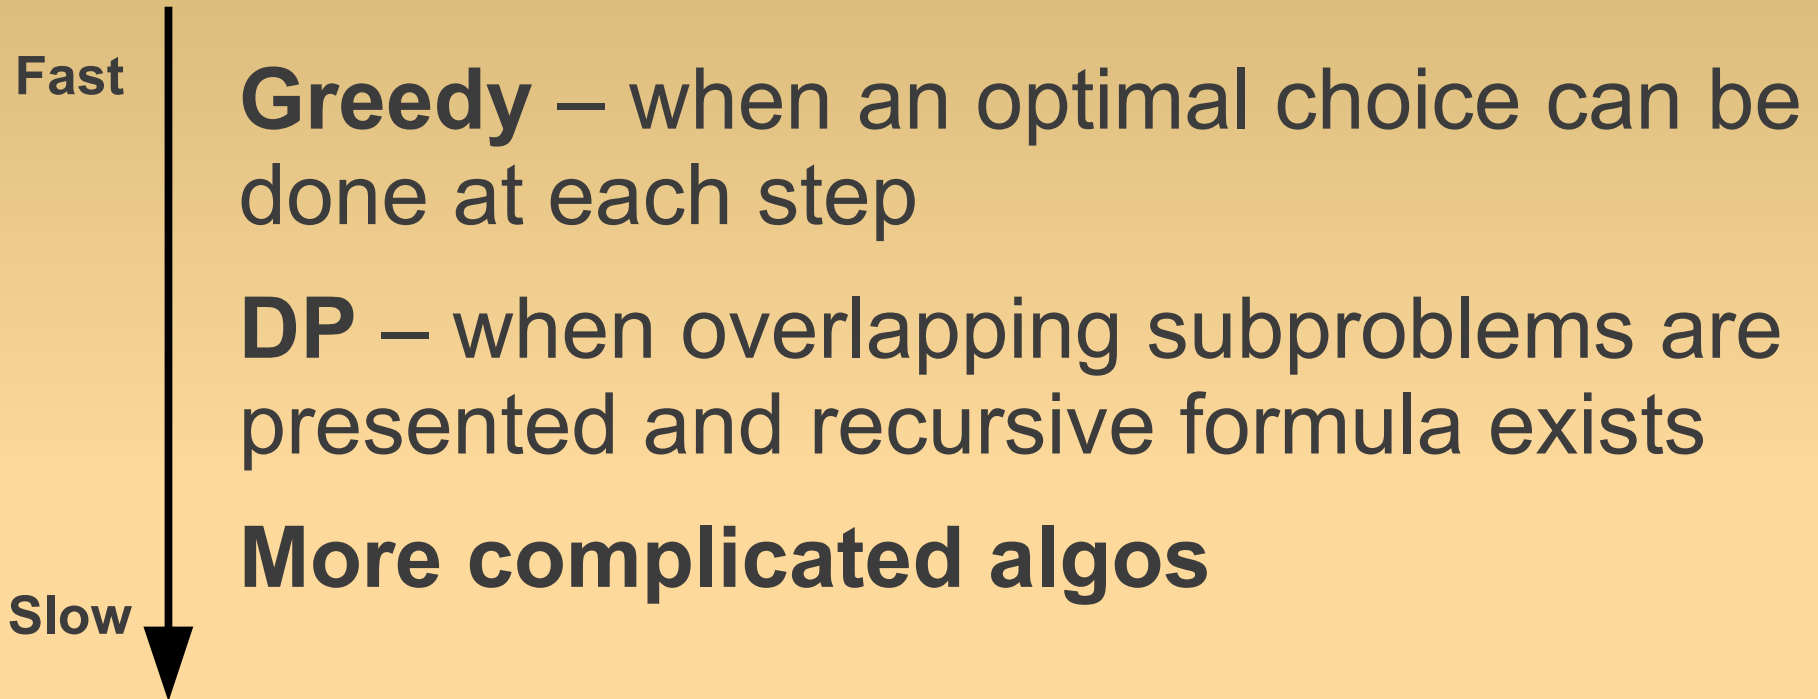 Fast
Greedy – when an optimal choice can be
done at each step
DP – when overlapping subproblems are
presented and recursive formula exists
More complicated algos
Slow